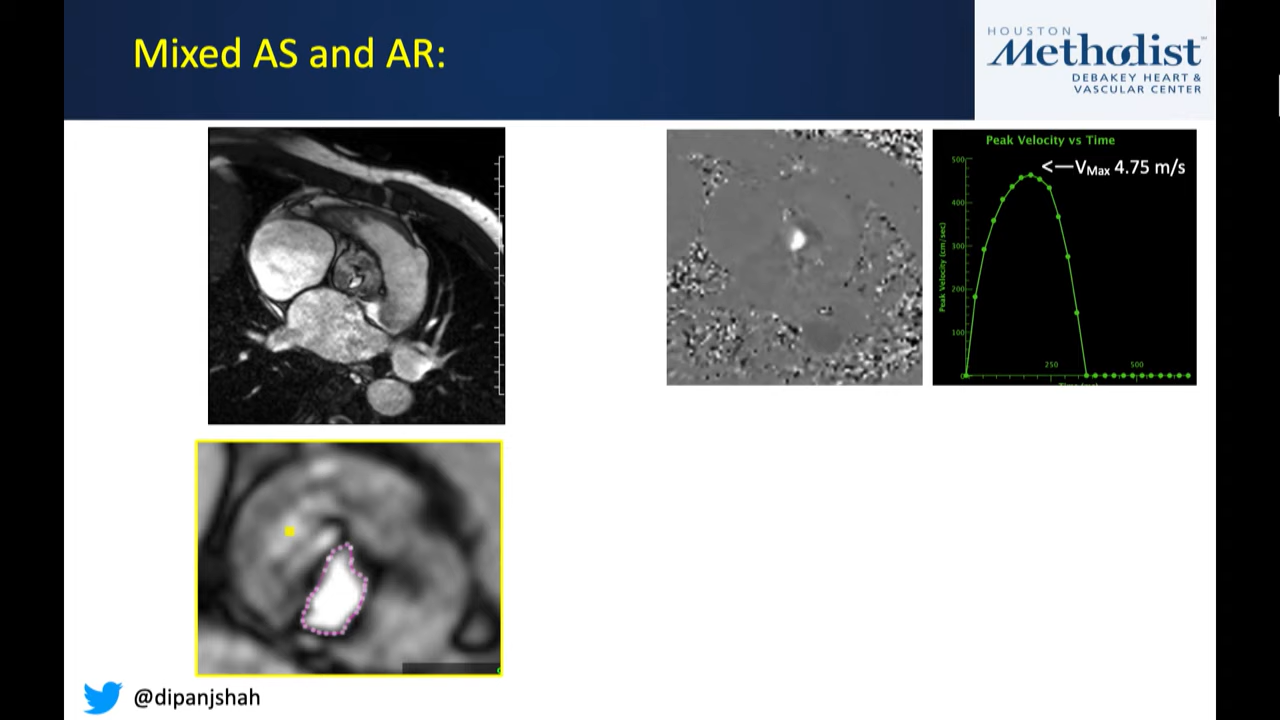 Mixed AS and AR:
HOUSTON
Methodist
DEBAKEY HEART &
VASCULAR CENTER
Peak Velocity vs Time
<—VMax 4.75 m/s
500
400
300
200
100
0
Peak Velocity (cm/sec)
250
500
@dipanjshah